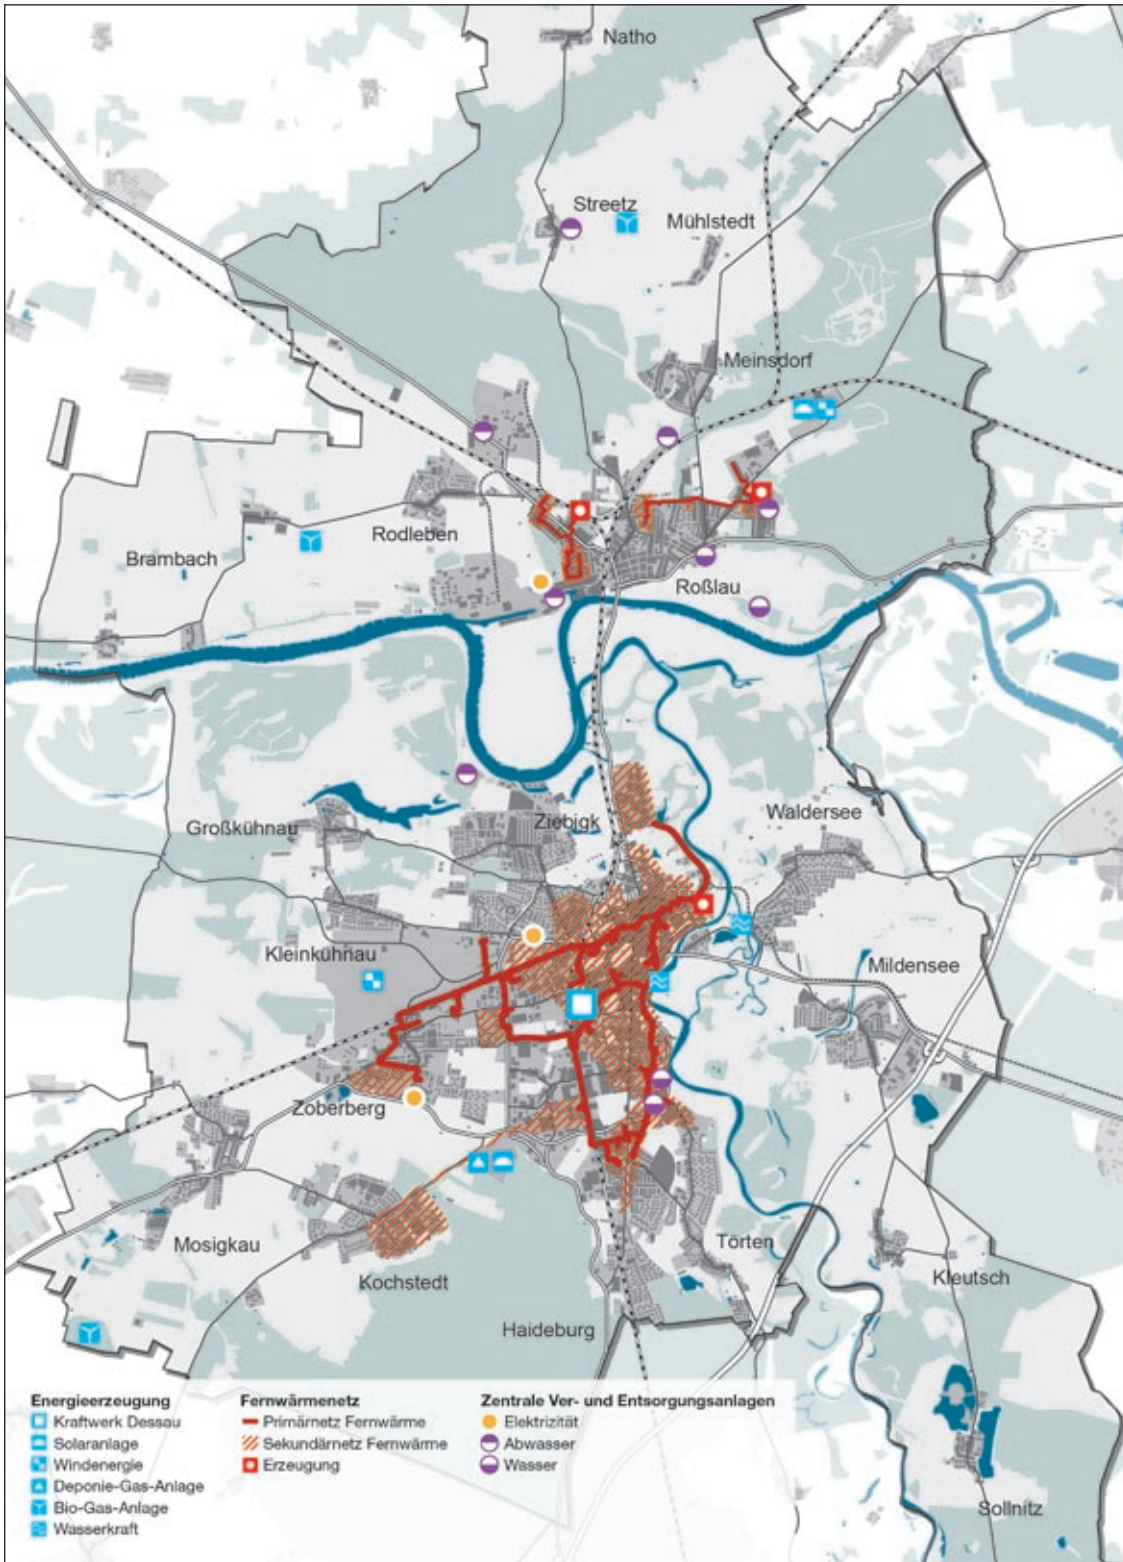 Natho
Streetz
Mühlstedt
Meinsdorf
Rodleben
Brambach
Roßlau
Großkühnau
Ziebigk
Waldersee
Kleinkühnau
Mildensee
Zoberberg
Mosigkau
Törten
Kochstedt
Kleutsch
Haideburg
Sollnitz
Energieerzeugung
Kraftwerk Dessau
Solaranlage
Windenergie
Deponie-Gas-Anlage
Bio-Gas-Anlage
Wasserkraft
Fernwärmenetz
Primärnetz Fernwärme
Sekundärnetz Fernwärme
Erzeugung
Zentrale Ver- und Entsorgungsanlagen
Elektrizität
Abwasser
Wasser